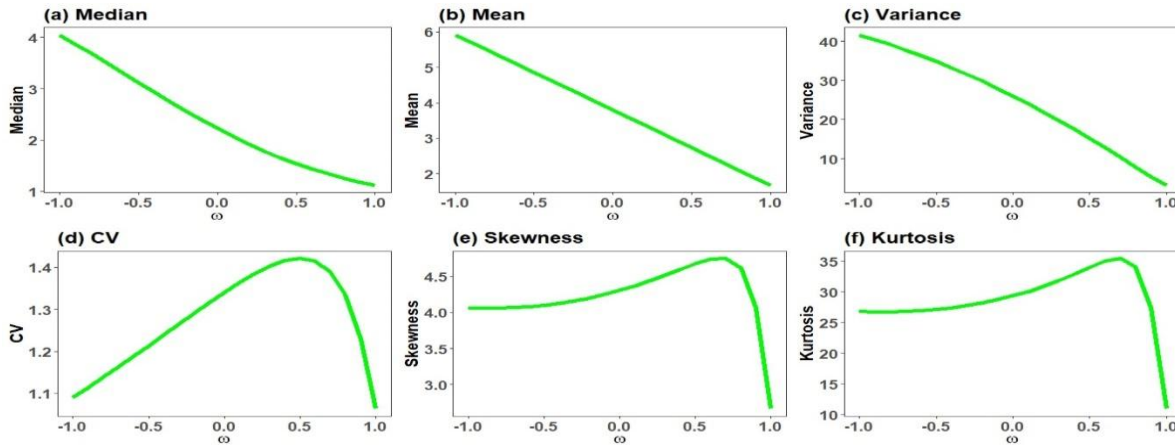 (a) Median
Median
4
3
2
1
-1.0 -0.5 0.0 0.5 1.0
ω
(b) Mean
Mean
6
5
4
3
2
-1.0 -0.5 0.0 0.5 1.0
ω
(c) Variance
Variance
40
30
20
10
-1.0 -0.5 0.0 0.5 1.0
ω
(d) CV
CV
1.4
1.3
1.2
1.1
-1.0 -0.5 0.0 0.5 1.0
ω
(e) Skewness
Skewness
4.5
4.0
3.5
3.0
-1.0 -0.5 0.0 0.5 1.0
ω
(f) Kurtosis
Kurtosis
35
30
25
20
15
10
-1.0 -0.5 0.0 0.5 1.0
ω